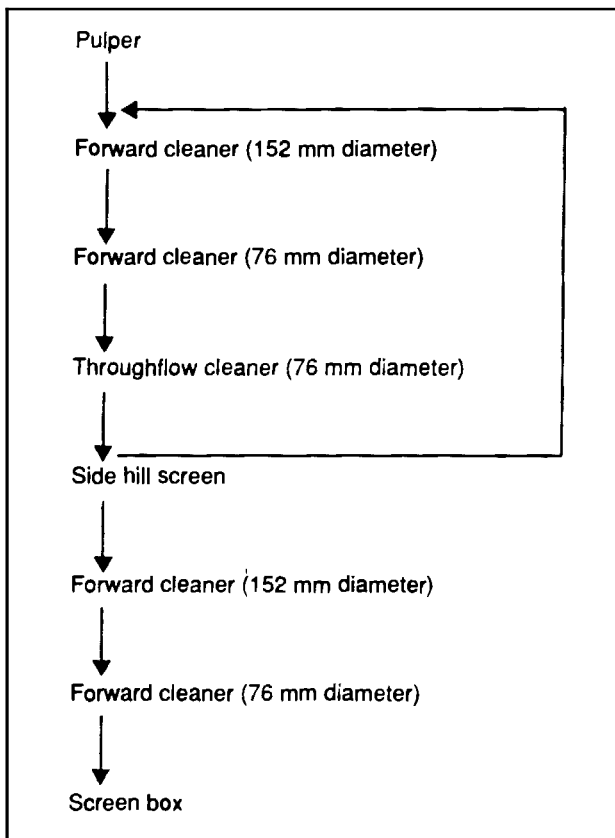 Pulper
Forward cleaner (152 mm diameter)
Forward cleaner (76 mm diameter)
Throughflow cleaner (76 mm diameter)
Side hill screen
Forward cleaner (152 mm diameter)
Forward cleaner (76 mm diameter)
Screen box